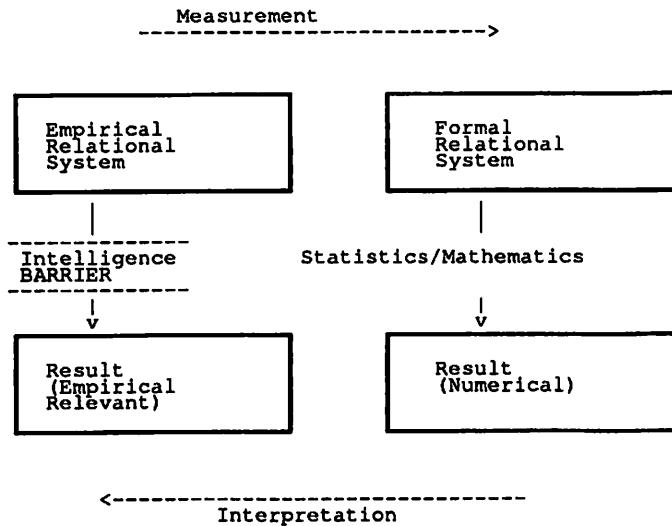 Measurement
Empirical
Relational
System
Formal
Relational
System
Intelligence
BARRIER
Statistics/Mathematics
Result
(Empirical
Relevant)
Result
(Numerical)
Interpretation